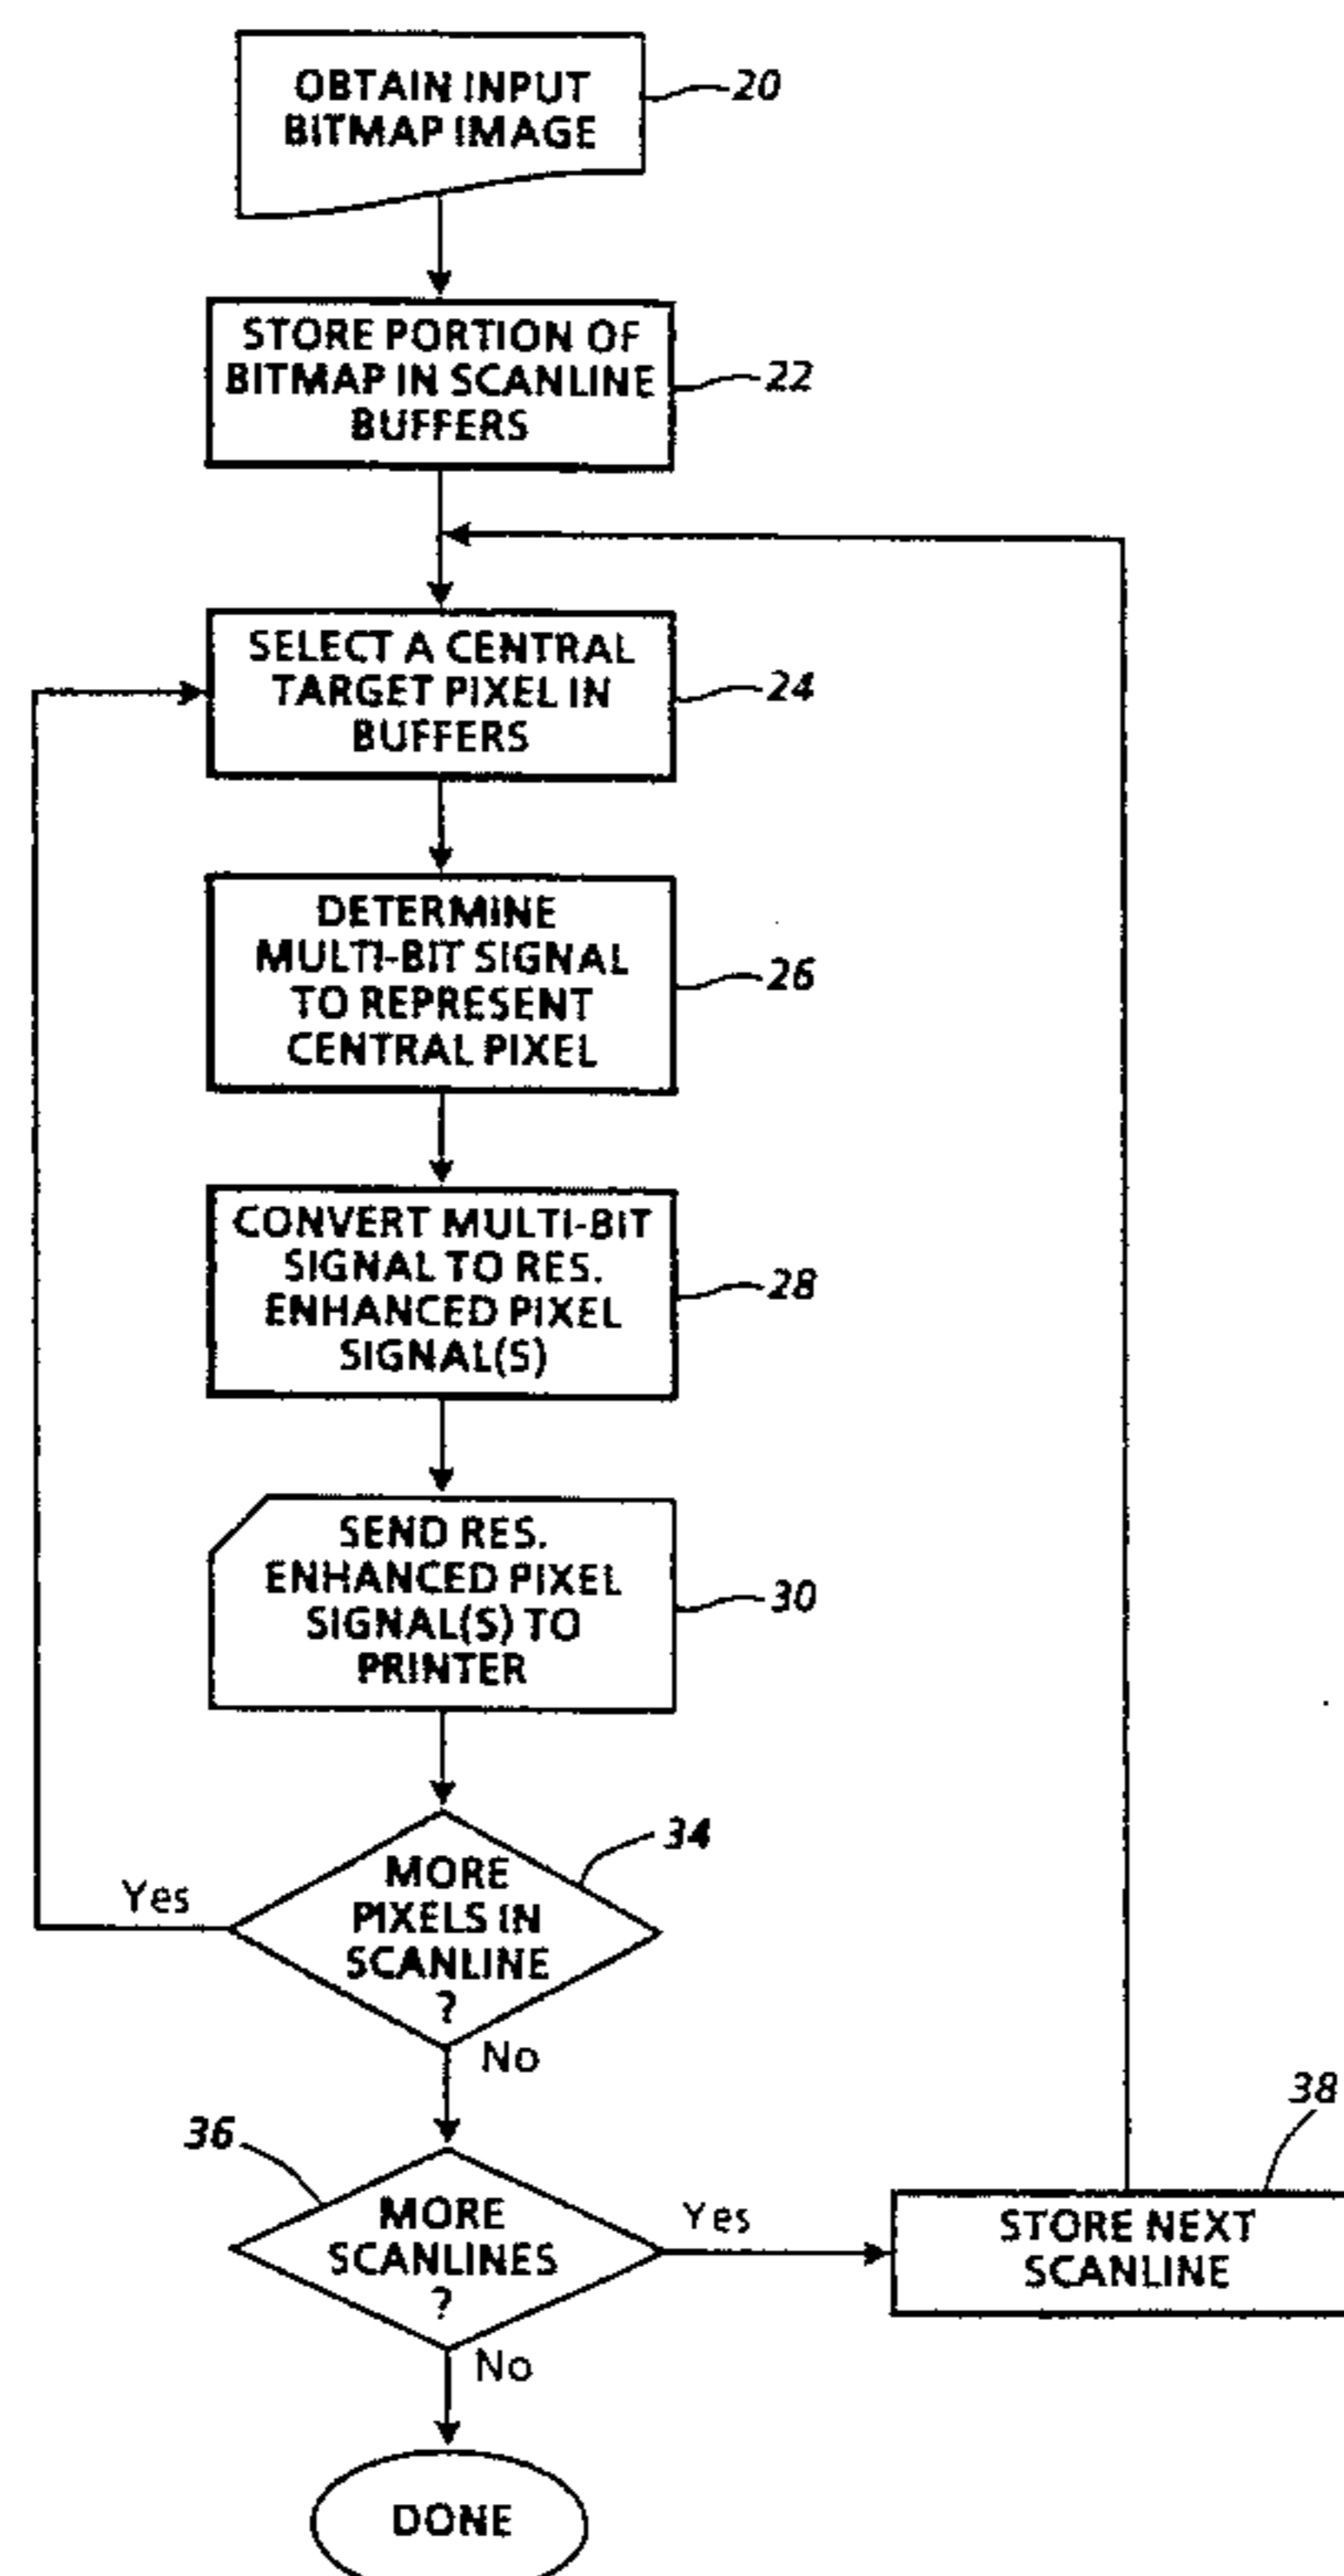 OBTAIN INPUT
BITMAP IMAGE
20
STORE PORTION OF
BITMAP IN SCANLINE
BUFFERS
22
SELECT A CENTRAL
TARGET PIXEL IN
BUFFERS
24
DETERMINE
MULTI-BIT SIGNAL
TO REPRESENT
CENTRAL PIXEL
26
CONVERT MULTI-BIT
SIGNAL TO RES.
ENHANCED PIXEL
SIGNAL(S)
28
SEND RES.
ENHANCED PIXEL
SIGNAL(S) TO
PRINTER
30
34
MORE
PIXELS IN
SCANLINE
?
Yes
No
36
MORE
SCANLINES
?
Yes
No
38
STORE NEXT
SCANLINE
DONE